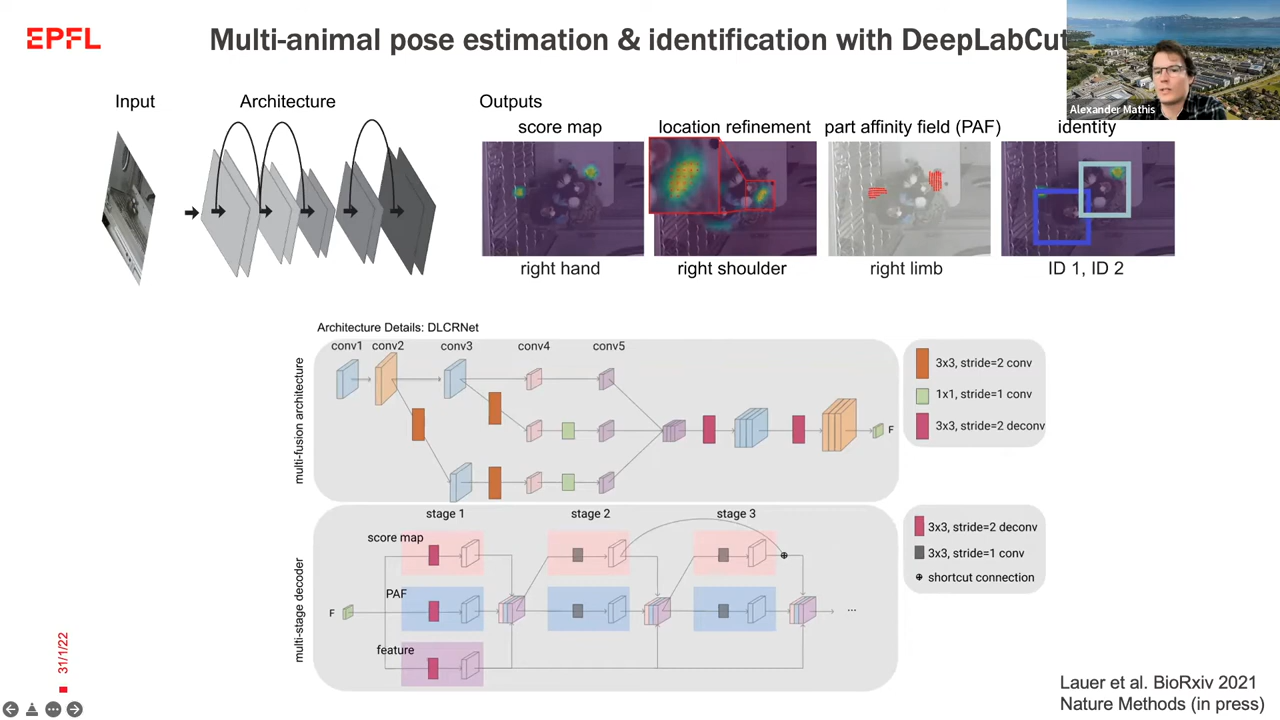 EPFL
Multi-animal pose estimation & identification with DeepLabCut
Alexander Mathis
Input
Architecture
Outputs
score map
location refinement
part affinity field (PAF)
identity
right hand
right shoulder
right limb
ID 1, ID 2
Architecture Details: DLCRNet
multi-fusion architecture
conv1
conv2
conv3
conv4
conv5
F
3x3, stride=2 conv
1x1, stride=1 conv
3x3, stride=2 deconv
multi-stage decoder
stage 1
stage 2
stage 3
score map
PAF
F
feature
...
3x3, stride=2 deconv
3x3, stride=1 conv
shortcut connection
31/1/22
Lauer et al. BioRxiv 2021
Nature Methods (in press)